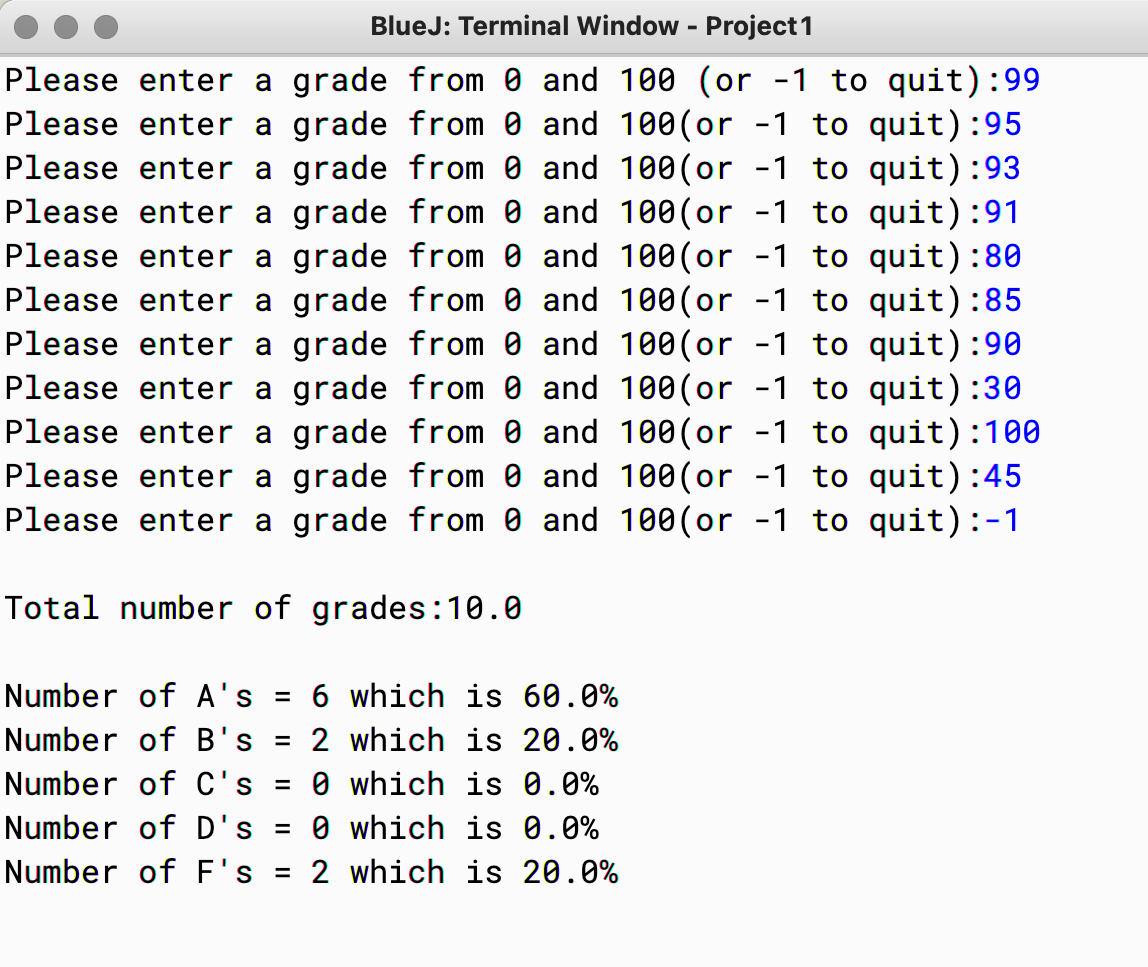 BlueJ: Terminal Window - Project1
Please enter a grade from 0 and 100 (or -1 to quit):99
Please enter a grade from 0 and 100(or -1 to quit):95
Please enter a grade from 0 and 100(or -1 to quit):93
Please enter a grade from 0 and 100(or -1 to quit):91
Please enter a grade from 0 and 100(or -1 to quit):80
Please enter a grade from 0 and 100(or -1 to quit):85
Please enter a grade from 0 and 100(or -1 to quit):90
Please enter a grade from 0 and 100(or -1 to quit):30
Please enter a grade from 0 and 100(or -1 to quit):100
Please enter a grade from 0 and 100(or -1 to quit):45
Please enter a grade from 0 and 100(or -1 to quit):-1
Total number of grades:10.0
Number of A's = 6 which is 60.0%
Number of B's = 2 which is 20.0%
Number of C's = 0 which is 0.0%
Number of D's = 0 which is 0.0%
Number of F's = 2 which is 20.0%